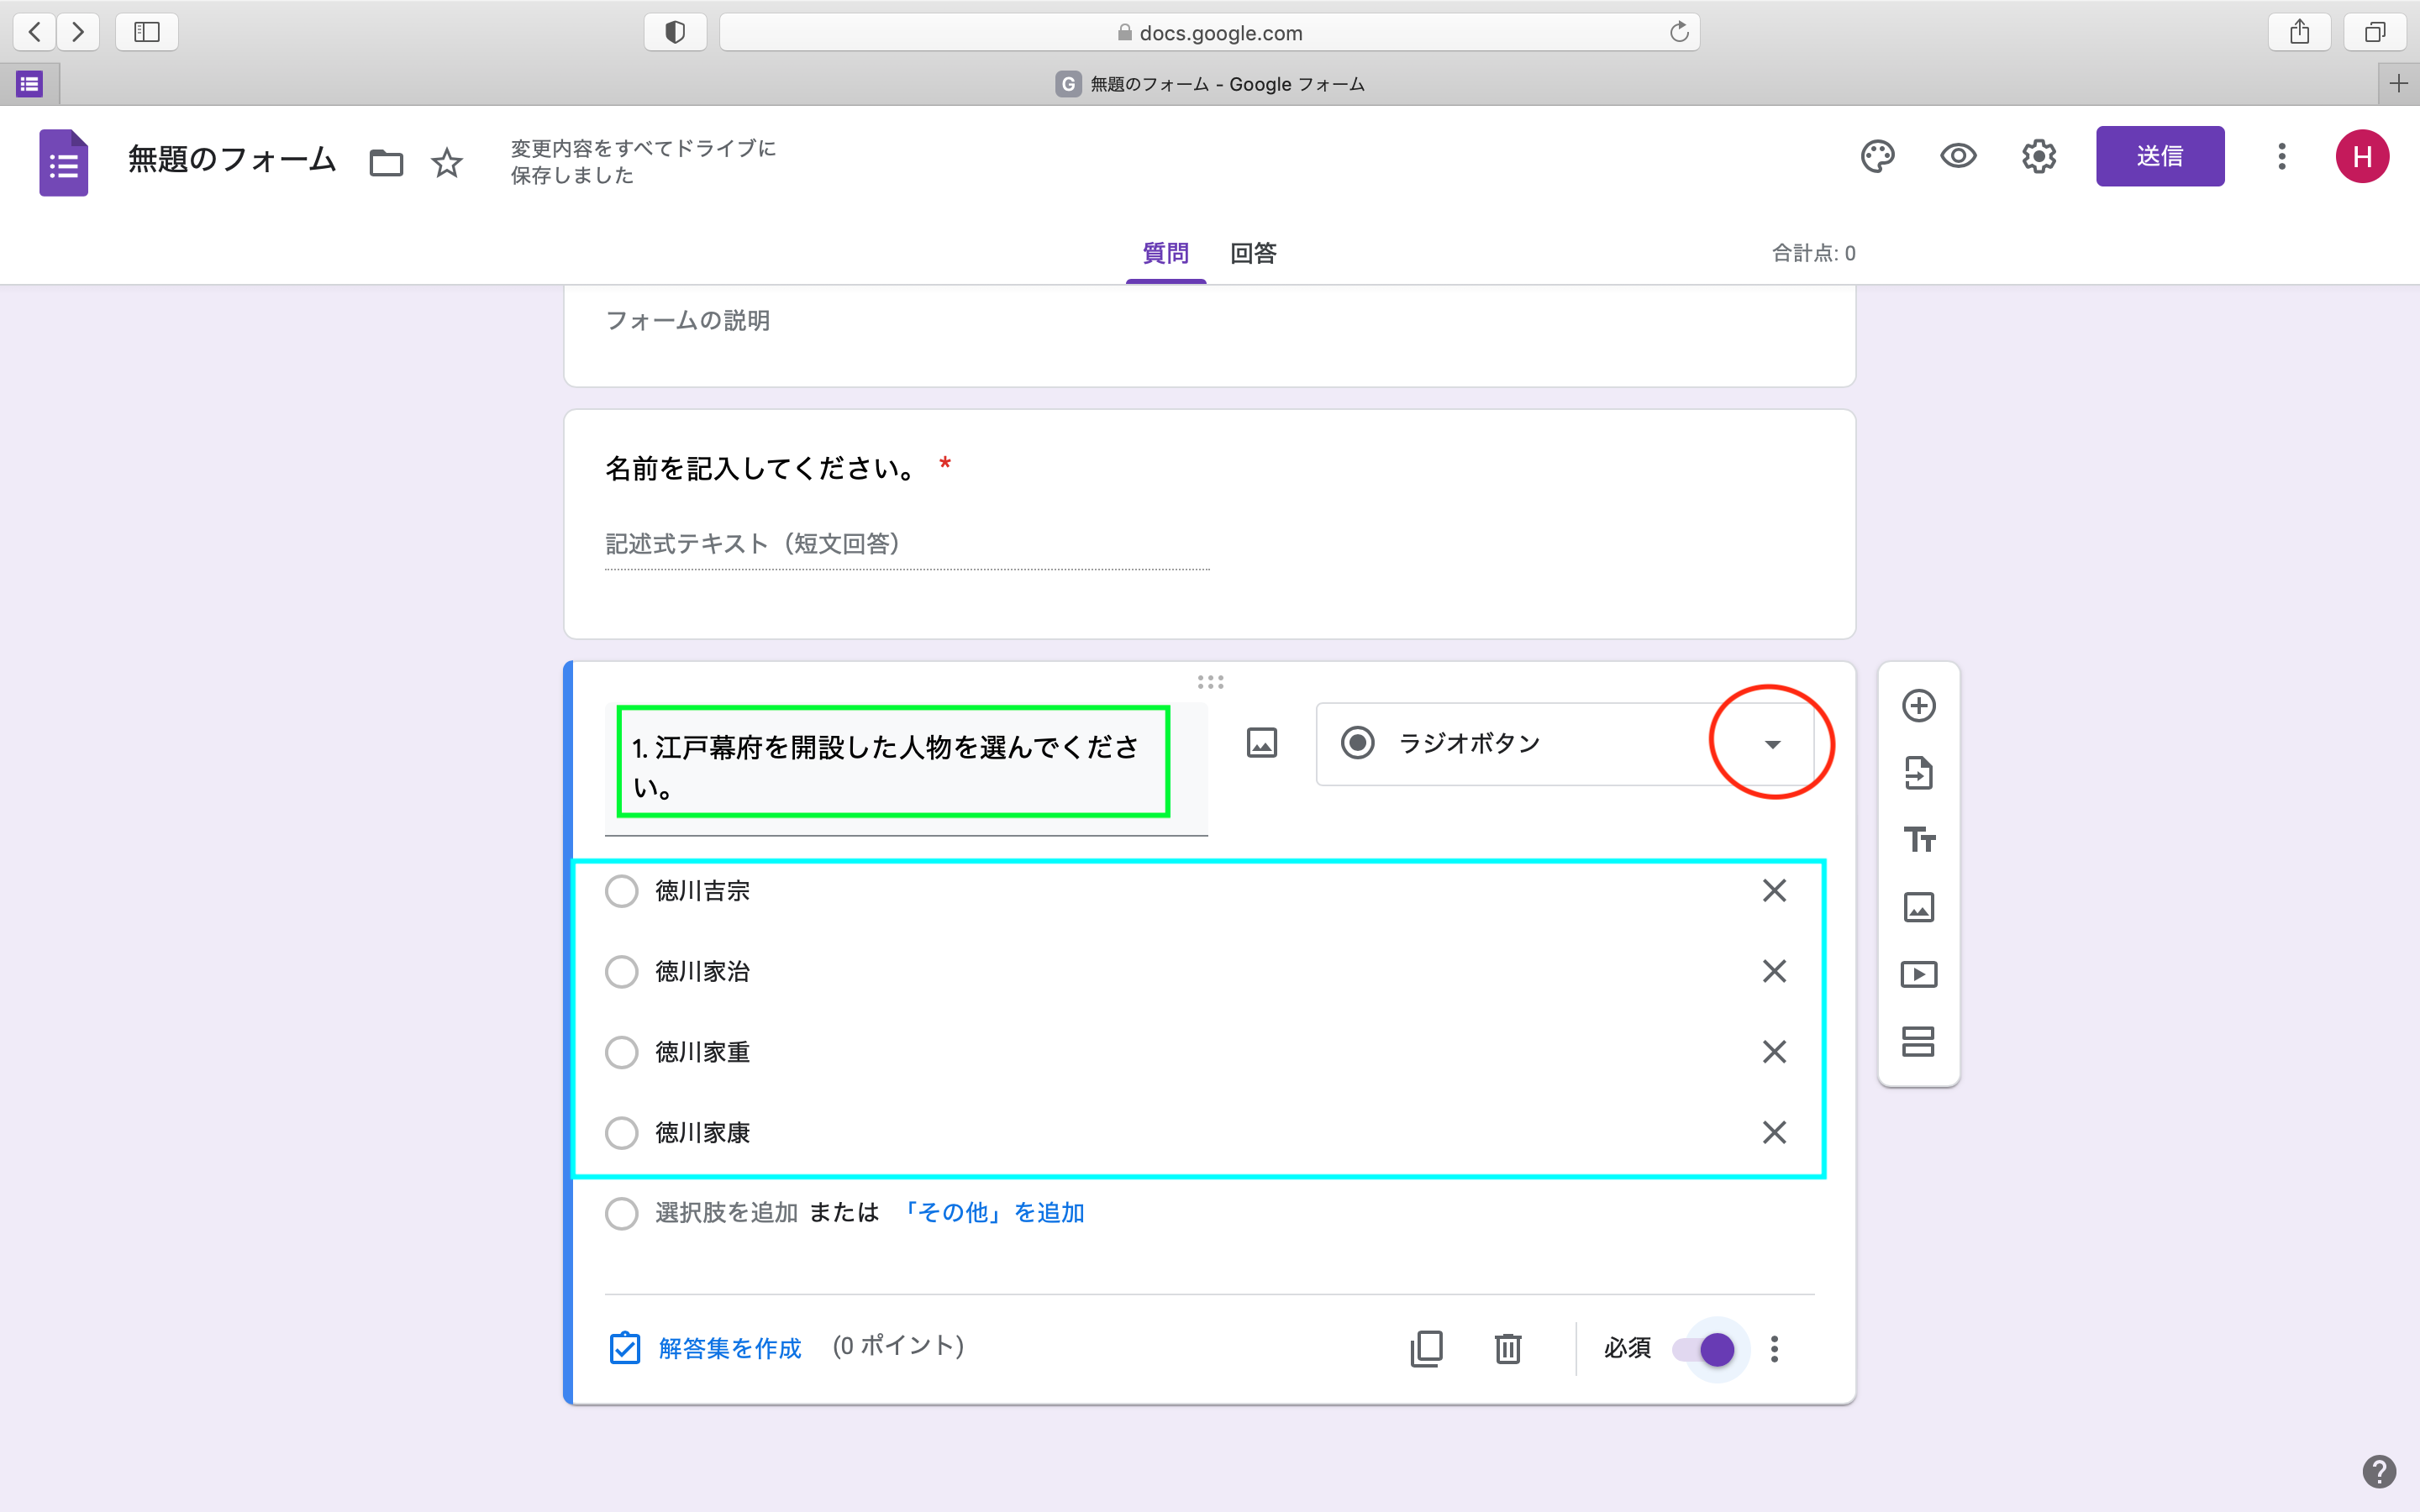 docs.google.com
G 無題のフォーム - Google フォーム
無題のフォーム
変更内容をすべてドライブに
保存しました
送信
H
質問 回答
合計点: 0
フォームの説明
名前を記入してください。 *
記述式テキスト（短文回答）
1. 江戸幕府を開設した人物を選んでくださ
い。
ラジオボタン
Tт
徳川吉宗
徳川家治
徳川家重
徳川家康
選択肢を追加 または 「その他」を追加
解答集を作成 (0 ポイント)
必須
?